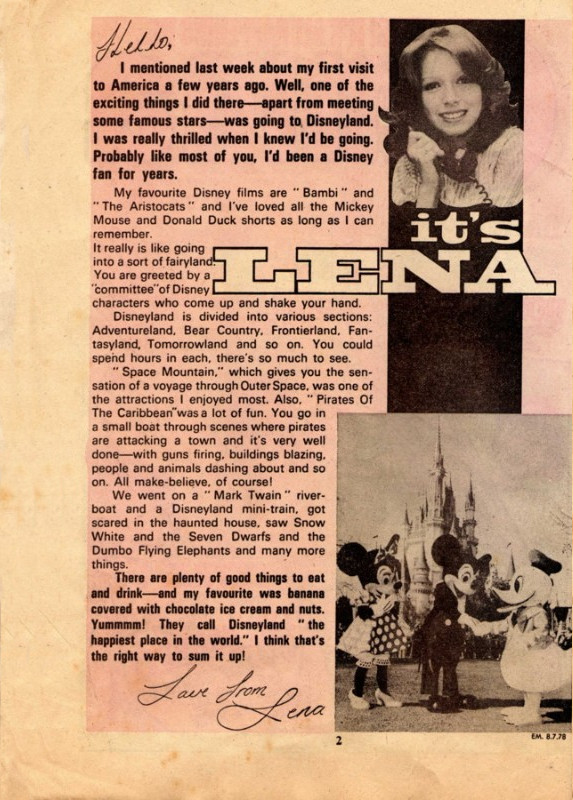 Hello,
I mentioned last week about my first visit
to America a few years ago. Well, one of the
exciting things I did there—apart from meeting
some famous stars—was going to Disneyland.
I was really thrilled when I knew I'd be going.
Probably like most of you, I'd been a Disney
fan for years.
My favourite Disney films are "Bambi" and
"The Aristocats" and I've loved all the Mickey
Mouse and Donald Duck shorts as long as I can
remember.
It really is like going
into a sort of fairyland.
You are greeted by a
"committee" of Disney
characters who come up and shake your hand.
Disneyland is divided into various sections:
Adventureland, Bear Country, Frontierland, Fan-
tasyland, Tomorrowland and so on. You could
spend hours in each, there's so much to see.
"Space Mountain," which gives you the sen-
sation of a voyage through Outer Space, was one of
the attractions I enjoyed most. Also, "Pirates Of
The Caribbean" was a lot of fun. You go in
a small boat through scenes where pirates
are attacking a town and it's very well
done—with guns firing, buildings blazing,
people and animals dashing about and so
on. All make-believe, of course!
We went on a "Mark Twain" river-
boat and a Disneyland mini-train, got
scared in the haunted house, saw Snow
White and the Seven Dwarfs and the
Dumbo Flying Elephants and many more
things.
There are plenty of good things to eat
and drink—and my favourite was banana
covered with chocolate ice cream and nuts.
Yummmm! They call Disneyland "the
happiest place in the world." I think that's
the right way to sum it up!
Love from
Lena
it's
LENA
2
EM. 8.7.78